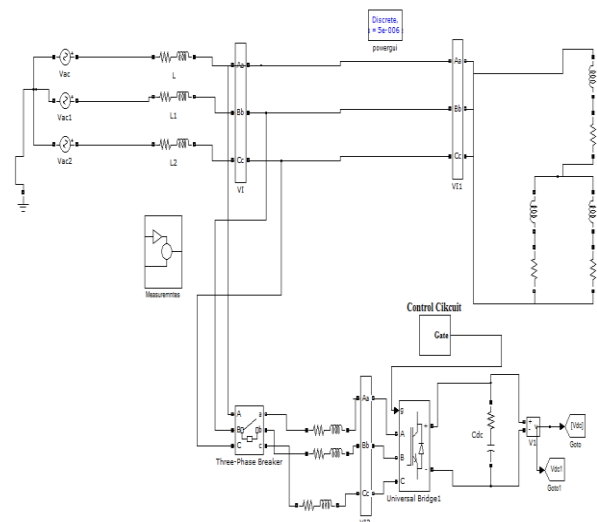 Discrete,
= 5e-006
powergui
Vac
L
Aa
Aa
Vac1
L1
Bb
Bb
Vac2
L2
Cc
Cc
VI
VI1
Measuremntes
Control Cikcuit
Gate
Aa
g
A
a
A
+
B
b
Bb
B
Cdc
+
-
v
V1
[Vdc]
Goto
C
c
Three-Phase Breaker
Cc
C
-
Universal Bridge1
Vdc1
Goto1